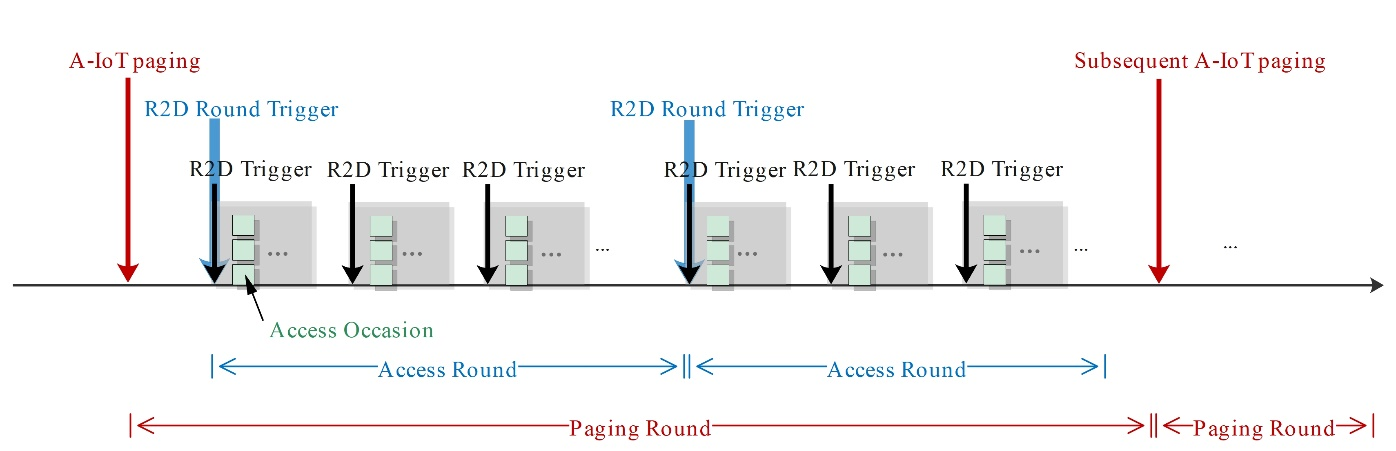 A-IoT paging
Subsequent A-IoT paging
R2D Round Trigger
R2D Round Trigger
R2D Trigger
R2D Trigger
R2D Trigger
R2D Trigger
R2D Trigger
R2D Trigger
...
...
...
...
...
...
...
...
...
Access Occasion
Access Round
Access Round
Paging Round
Paging Round